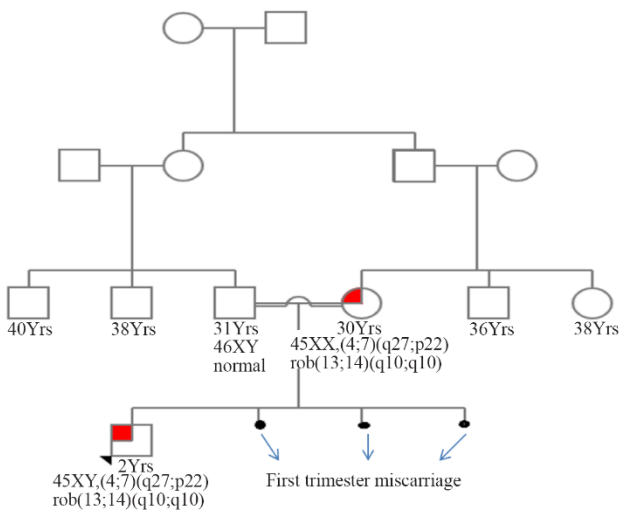 40Yrs 38Yrs 31Yrs 30Yrs 36Yrs 38Yrs
46XY
normal
45XX,(4;7)(q27;p22)
rob(13;14)(q10;q10)
2Yrs
45XY,(4;7)(q27;p22)
rob(13;14)(q10;q10)
First trimester miscarriage